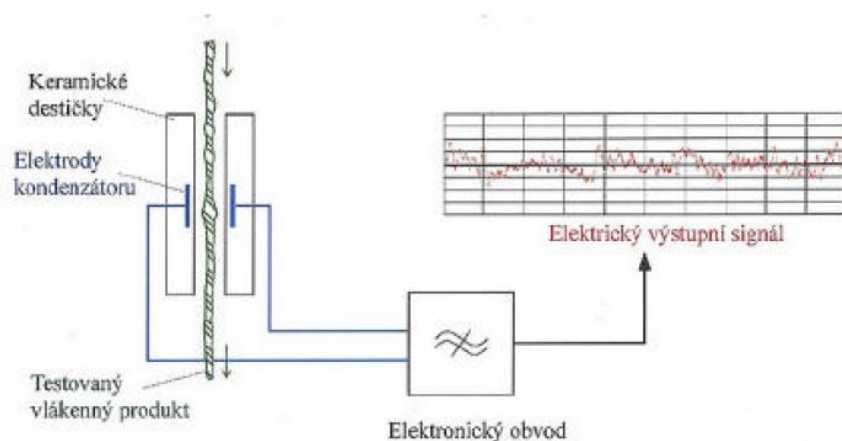 Keramické
destičky
Elektrody
kondenzátoru
Elektrický výstupní signál
Testovaný
vlákenný produkt
Elektronický obvod